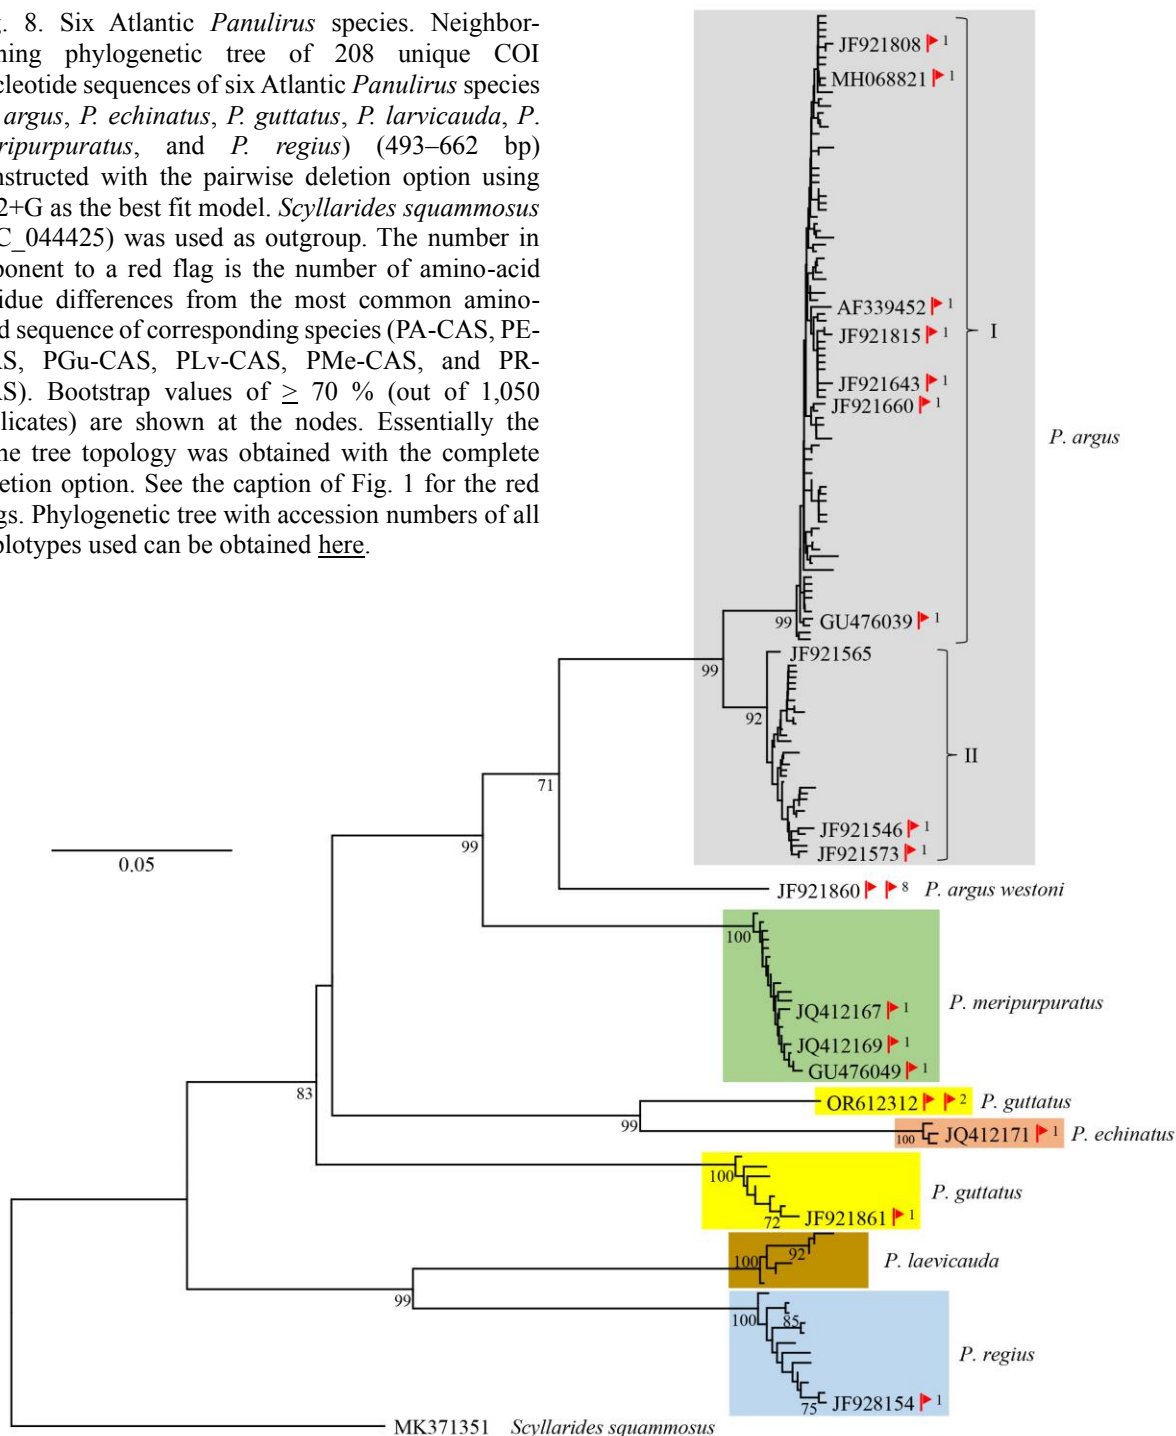 g. 8. Six Atlantic Panulirus species. Neighbor-
ning phylogenetic tree of 208 unique COI
cleotide sequences of six Atlantic Panulirus species
argus, P. echinatus, P. guttatus, P. larvicauda, P.
ripurpuratus, and P. regius) (493–662 bp)
nstructed with the pairwise deletion option using
2+G as the best fit model. Scyllarides squammosus
C_044425) was used as outgroup. The number in
ponent to a red flag is the number of amino-acid
idue differences from the most common amino-
d sequence of corresponding species (PA-CAS, PE-
AS, PGu-CAS, PLv-CAS, PMe-CAS, and PR-
AS). Bootstrap values of ≥ 70 % (out of 1,050
licates) are shown at the nodes. Essentially the
ne tree topology was obtained with the complete
etion option. See the caption of Fig. 1 for the red
gs. Phylogenetic tree with accession numbers of all
plotypes used can be obtained here.
JF921808 1
MH068821 1
AF339452 1
I
JF921815 1
JF921643 1
JF921660 1
P. argus
GU476039 1
99
JF921565
99
92
II
71
JF921546 1
99
JF921573 1
0.05
JF921860 8 P. argus westoni
100
P. meripurpuratus
JQ412167 1
JQ412169 1
GU476049 1
83
OR612312 2 P. guttatus
99
100 JQ412171 1 P. echinatus
100
P. guttatus
72 JF921861 1
92
100
P. laevicauda
99
100
85
P. regius
75 JF928154 1
MK371351 Scyllarides squammosus